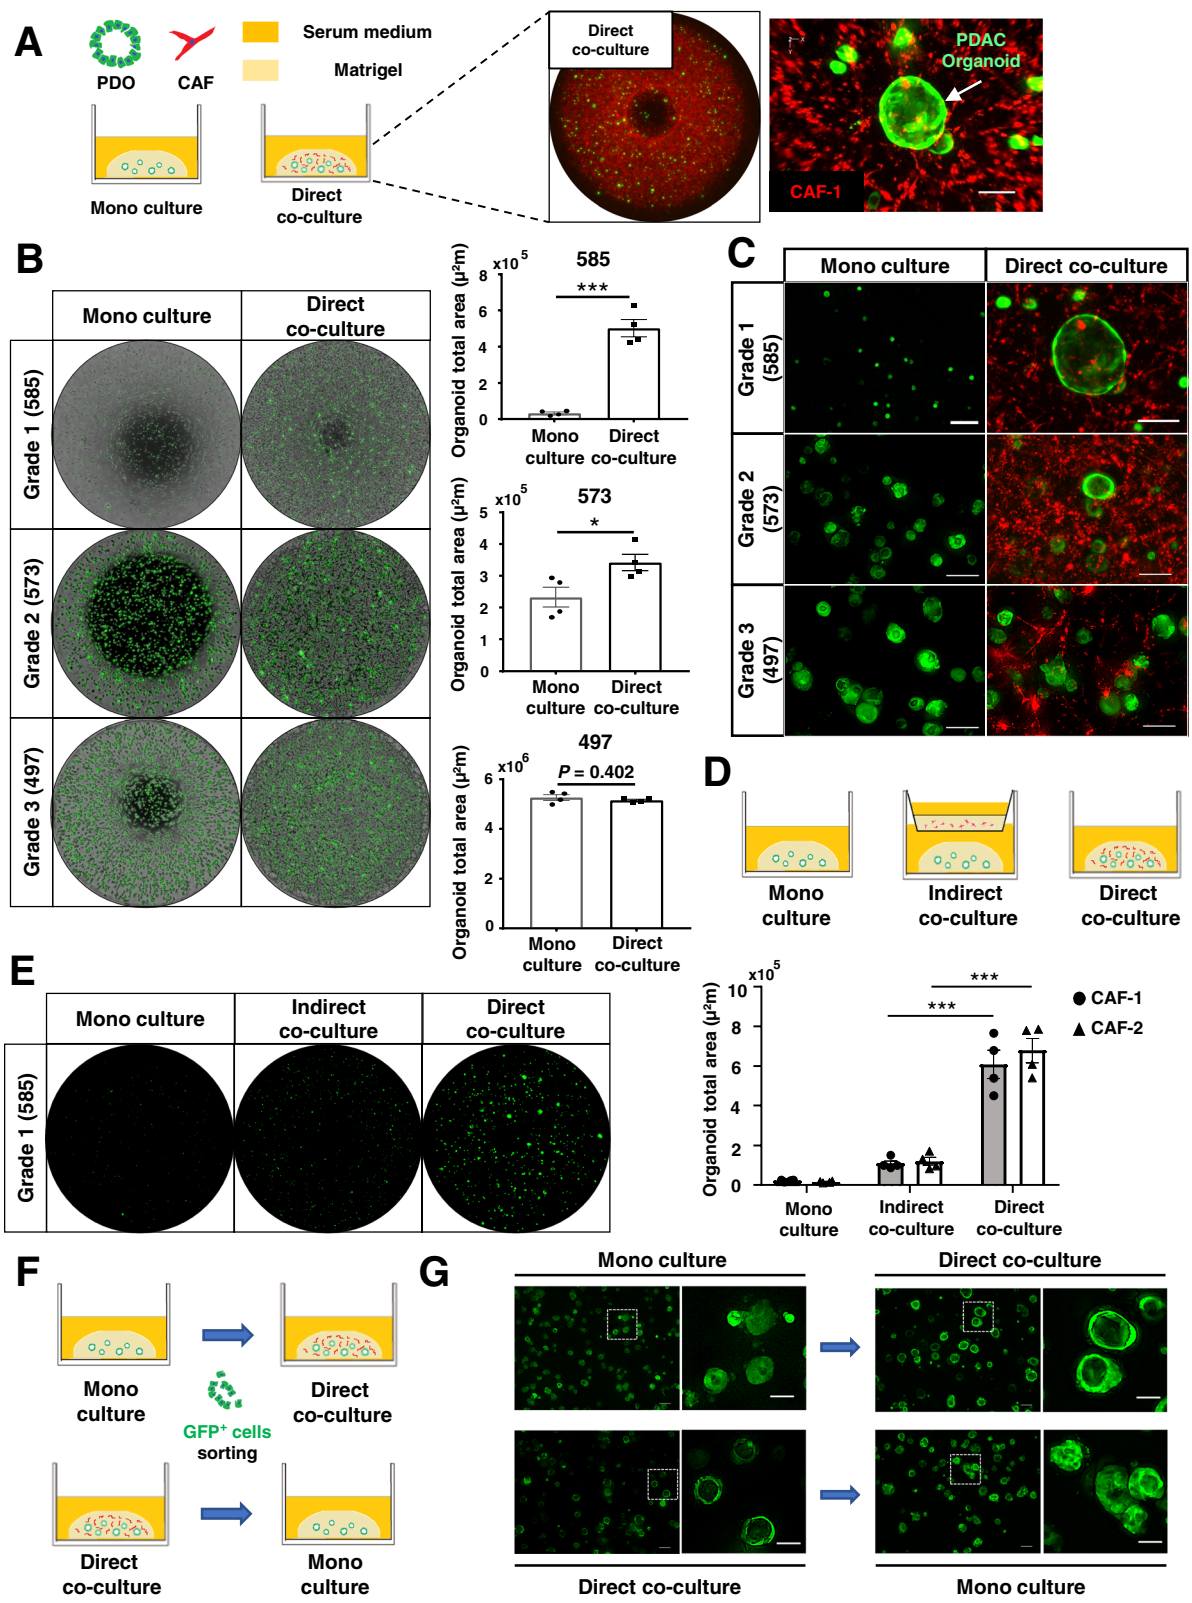 A
PDO
CAF
Serum medium
Matrigel
Mono culture
Direct
co-culture
Direct
co-culture
PDAC
Organoid
CAF-1
B
Mono culture
Direct
co-culture
Grade 1 (585)
Grade 2 (573)
Grade 3 (497)
x10⁵
585
***
Organoid total area (µ²m)
8
6
4
2
0
Mono
culture
Direct
co-culture
x10⁵
573
*
Organoid total area (µ²m)
5
4
3
2
1
0
Mono
culture
Direct
co-culture
497
x10⁶
P = 0.402
Organoid total area (µ²m)
6
4
2
0
Mono
culture
Direct
co-culture
C
Mono culture
Direct co-culture
Grade 1
(585)
Grade 2
(573)
Grade 3
(497)
D
Mono
culture
Indirect
co-culture
Direct
co-culture
E
Mono culture
Indirect
co-culture
Direct
co-culture
Grade 1 (585)
x10⁵
***
***
CAF-1
CAF-2
Organoid total area (µ²m)
10
8
6
4
2
0
Mono
culture
Indirect
co-culture
Direct
co-culture
F
Mono
culture
Direct
co-culture
GFP⁺ cells
sorting
Direct
co-culture
Mono
culture
G
Mono culture
Direct co-culture
Direct co-culture
Mono culture